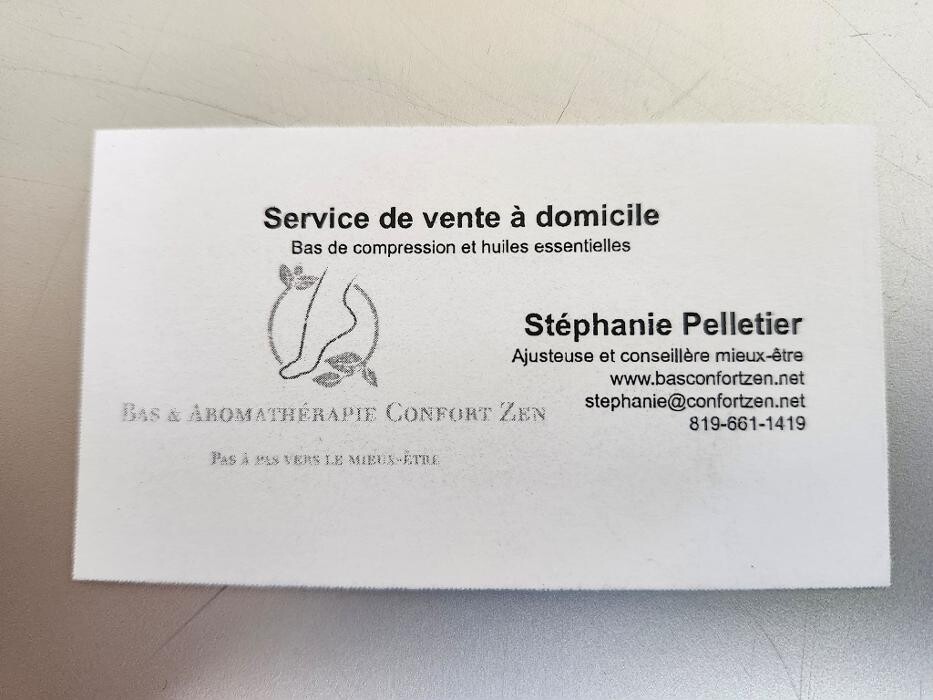 Service de vente à domicile
Bas de compression et huiles essentielles
Stéphanie Pelletier
Ajusteuse et conseillère mieux-être
www.basconfortzen.net
stephanie@confortzen.net
819-661-1419
Bas & Aromathérapie Confort Zen
Pas à pas vers le mieux-être